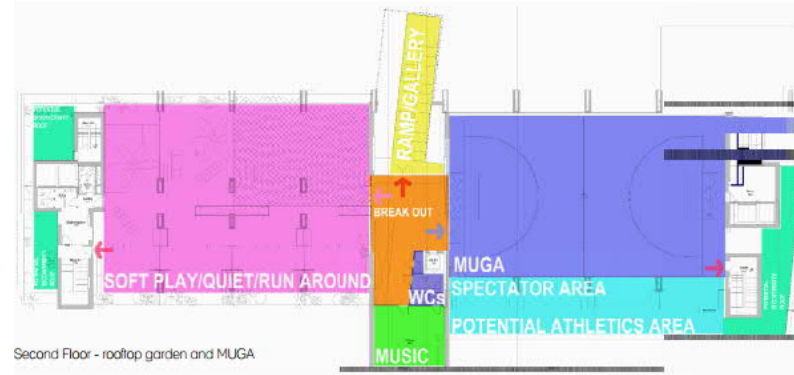 RAMP/GALLERY
BREAK OUT
SOFT PLAY/QUIET/RUN AROUND
MUGA
WCs
SPECTATOR AREA
POTENTIAL ATHLETICS AREA
MUSIC
Second Floor - rooftop garden and MUGA